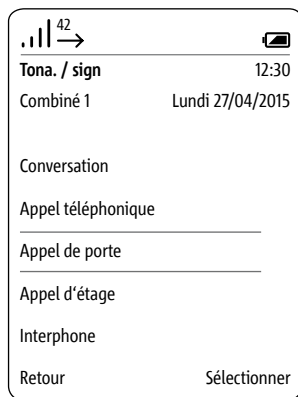 42
Tona. / sign 12:30
Combiné 1 Lundi 27/04/2015
Conversation
Appel téléphonique
Appel de porte
Appel d‘étage
Interphone
Retour Sélectionner